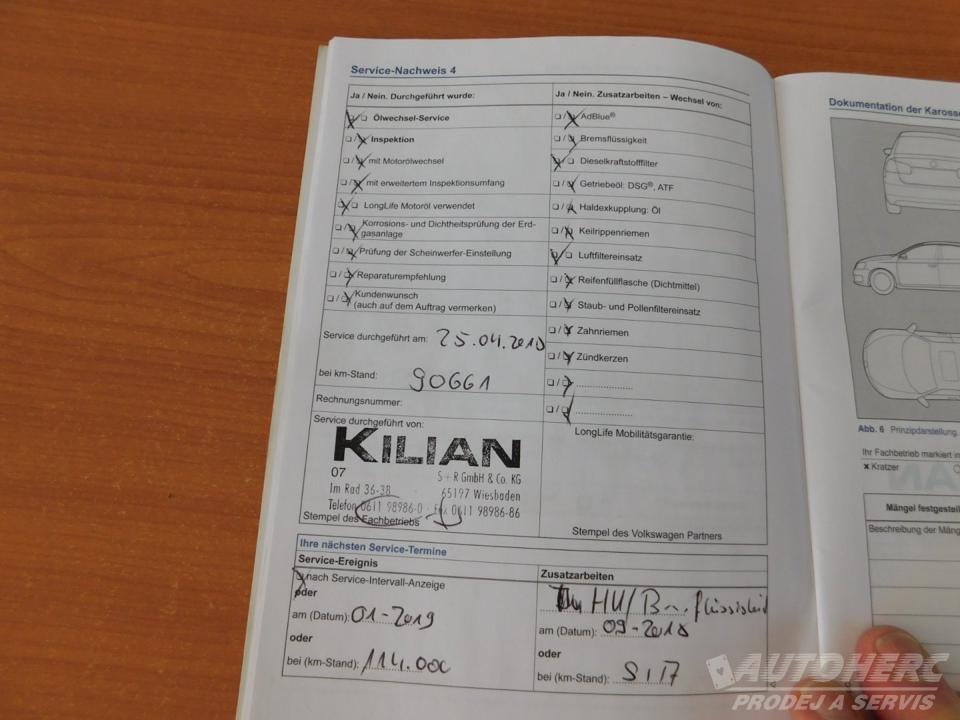 Service-Nachweis 4
Ja / Nein. Durchgeführt wurde:
Ölwechsel-Service
Inspektion
mit Motorölwechsel
mit erweitertem Inspektionsumfang
LongLife Motoröl verwendet
Korrosions- und Dichtheitsprüfung der Erd-
gasanlage
Prüfung der Scheinwerfer-Einstellung
Reparaturempfehlung
Kundenwunsch
(auch auf dem Auftrag vermerken)
Service durchgeführt am: 25.04.2018
bei km-Stand: 90661
Rechnungsnummer:
Service durchgeführt von:
KILIAN
07 S+R GmbH & Co. KG
Im Rad 36-38 65197 Wiesbaden
Telefon 0611 98986-0 · Fax 0611 98986-86
Stempel des Fachbetriebs
Ja / Nein. Zusatzarbeiten – Wechsel von:
AdBlue®
Bremsflüssigkeit
Dieselkraftstofffilter
Getriebeöl: DSG®, ATF
Haldexkupplung: Öl
Keilrippenriemen
Luftfiltereinsatz
Reifenfüllflasche (Dichtmittel)
Staub- und Pollenfiltereinsatz
Zahnriemen
Zündkerzen
LongLife Mobilitätsgarantie:
Stempel des Volkswagen Partners
Ihre nächsten Service-Termine
Service-Ereignis
nach Service-Intervall-Anzeige
oder
am (Datum): 01-2019
oder
bei (km-Stand): 114.000
Zusatzarbeiten
HU/Br.flüssigkeit
am (Datum): 09-2018
oder
bei (km-Stand):
Dokumentation der Karosse
Abb. 6 Prinzipdarstellung.
Ihr Fachbetrieb markiert in
x Kratzer
Mängel festgestell
Beschreibung der Mäng
AUTOHERC
PRODEJ A SERVIS